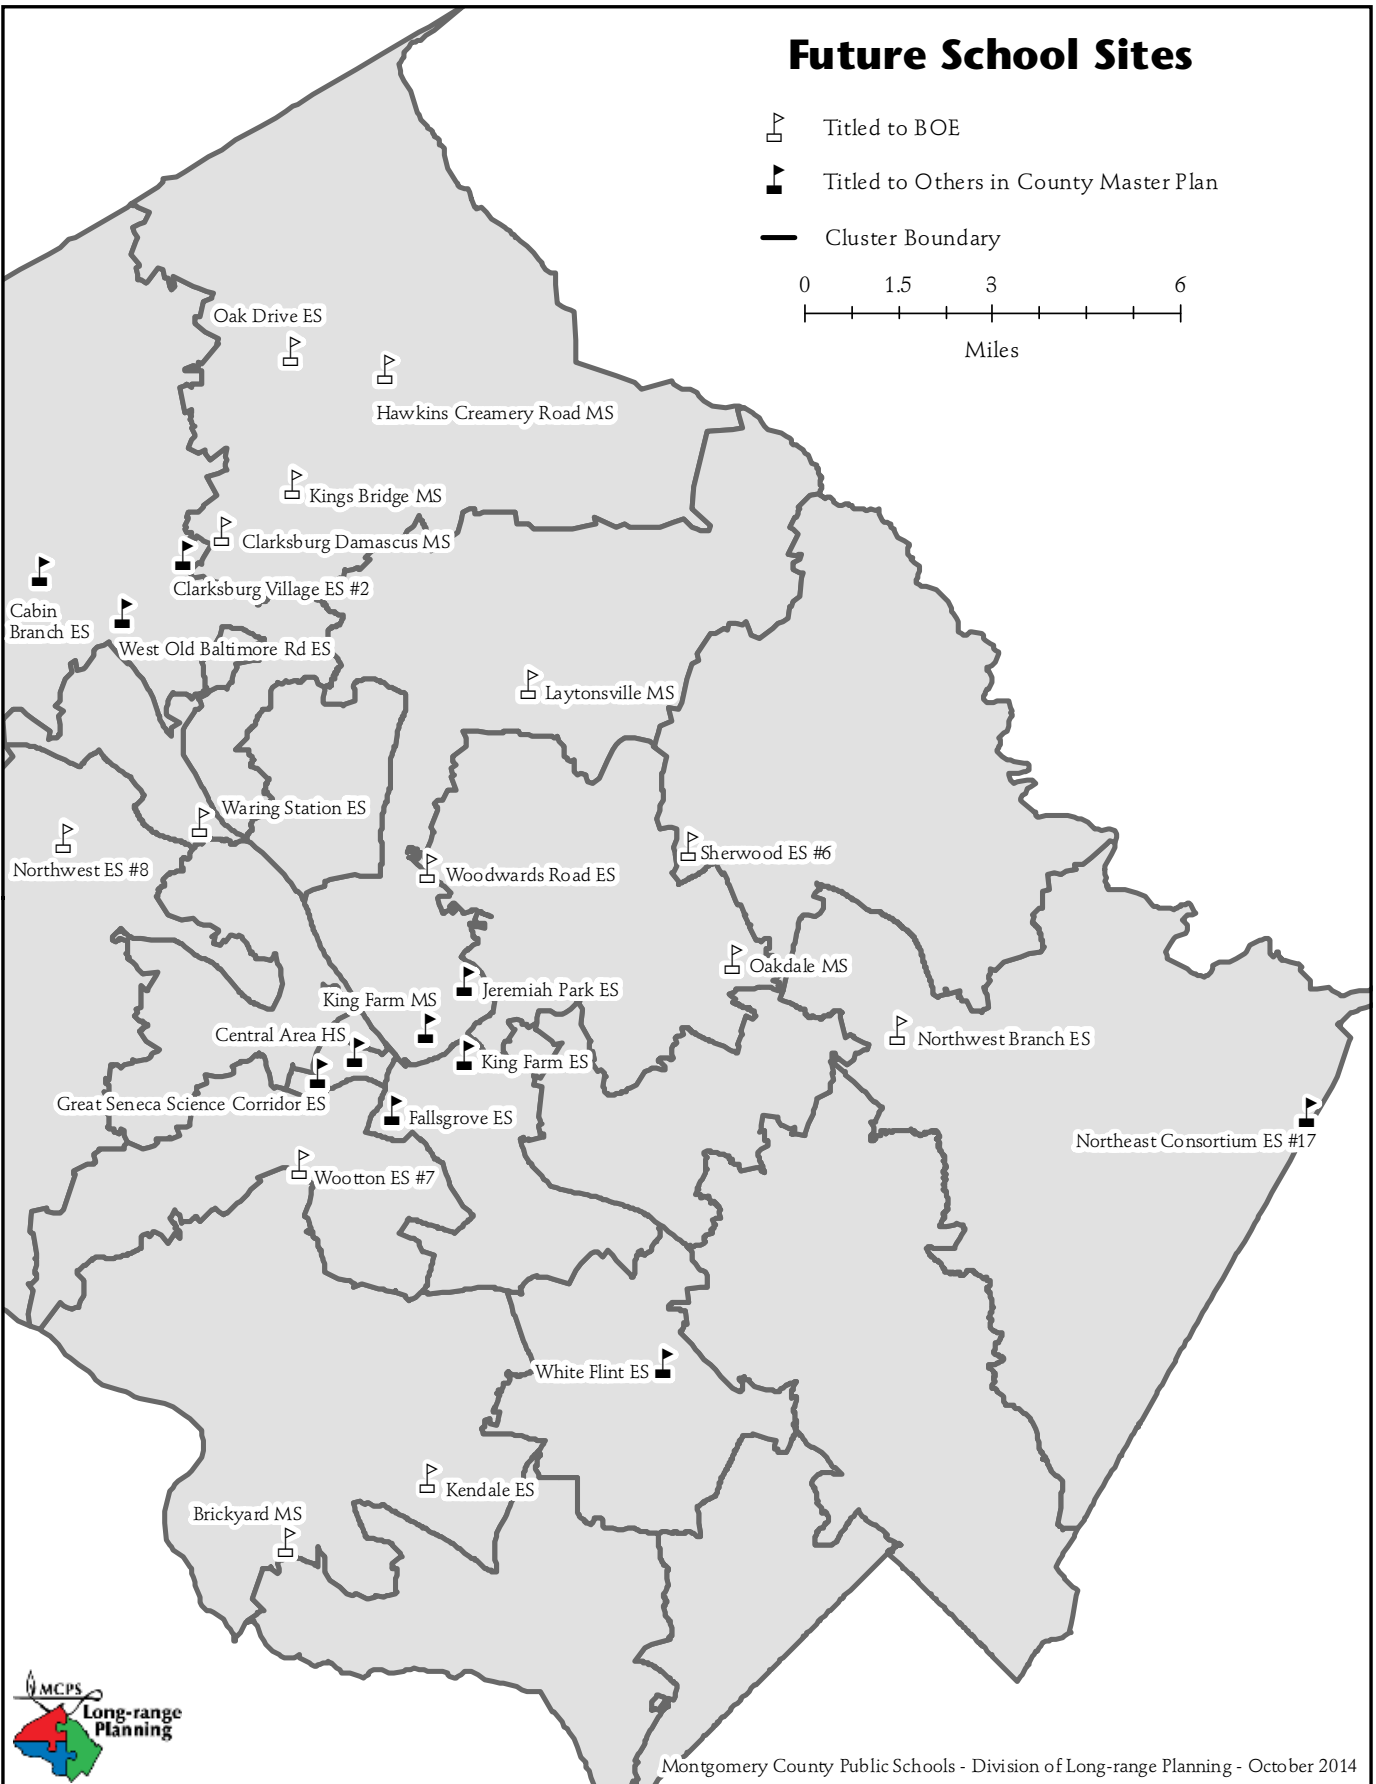 Future School Sites
Titled to BOE
Titled to Others in County Master Plan
Cluster Boundary
0 1.5 3 6
Miles
Oak Drive ES
Hawkins Creamery Road MS
Kings Bridge MS
Clarksburg Damascus MS
Clarksburg Village ES #2
Cabin
Branch ES
West Old Baltimore Rd ES
Laytonsville MS
Waring Station ES
Northwest ES #8
Sherwood ES #6
Woodwards Road ES
Oakdale MS
Jeremiah Park ES
King Farm MS
Central Area HS
Northwest Branch ES
King Farm ES
Great Seneca Science Corridor ES
Fallsgrove ES
Northeast Consortium ES #17
Wootton ES #7
White Flint ES
Kendale ES
Brickyard MS
MCPS
Long-range
Planning
Montgomery County Public Schools - Division of Long-range Planning - October 2014